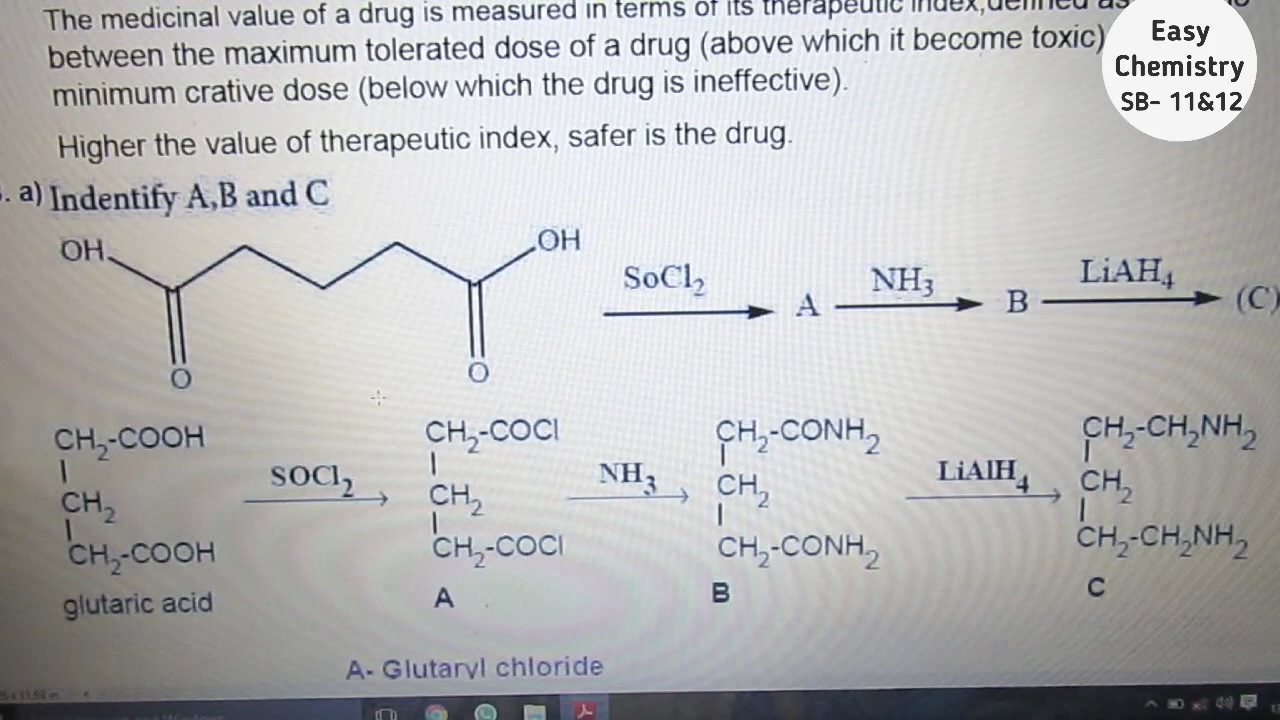 The medicinal value of a drug is measured in terms of its therapeutic index, defined as
between the maximum tolerated dose of a drug (above which it become toxic)
minimum crative dose (below which the drug is ineffective).
Higher the value of therapeutic index, safer is the drug.
Easy
Chemistry
SB- 11&12
. a) Indentify A,B and C
OH OH
SoCl2 A NH3 B LiAH4 (C)
O O
CH2-COOH SOCl2 CH2-COCl NH3 CH2-CONH2 LiAlH4 CH2-CH2NH2
CH2 CH2 CH2 CH2
CH2-COOH CH2-COCl CH2-CONH2 CH2-CH2NH2
glutaric acid A B C
A- Glutaryl chloride